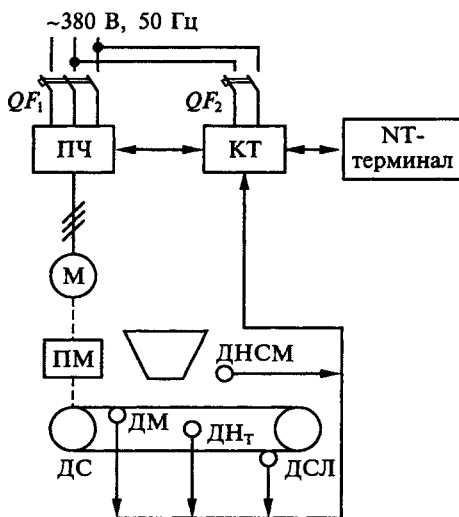 ~380 В, 50 Гц
QF₁
QF₂
ПЧ
КТ
NT-
терминал
М
ПМ
ДНСМ
ДМ
ДНт
ДС
ДСЛ